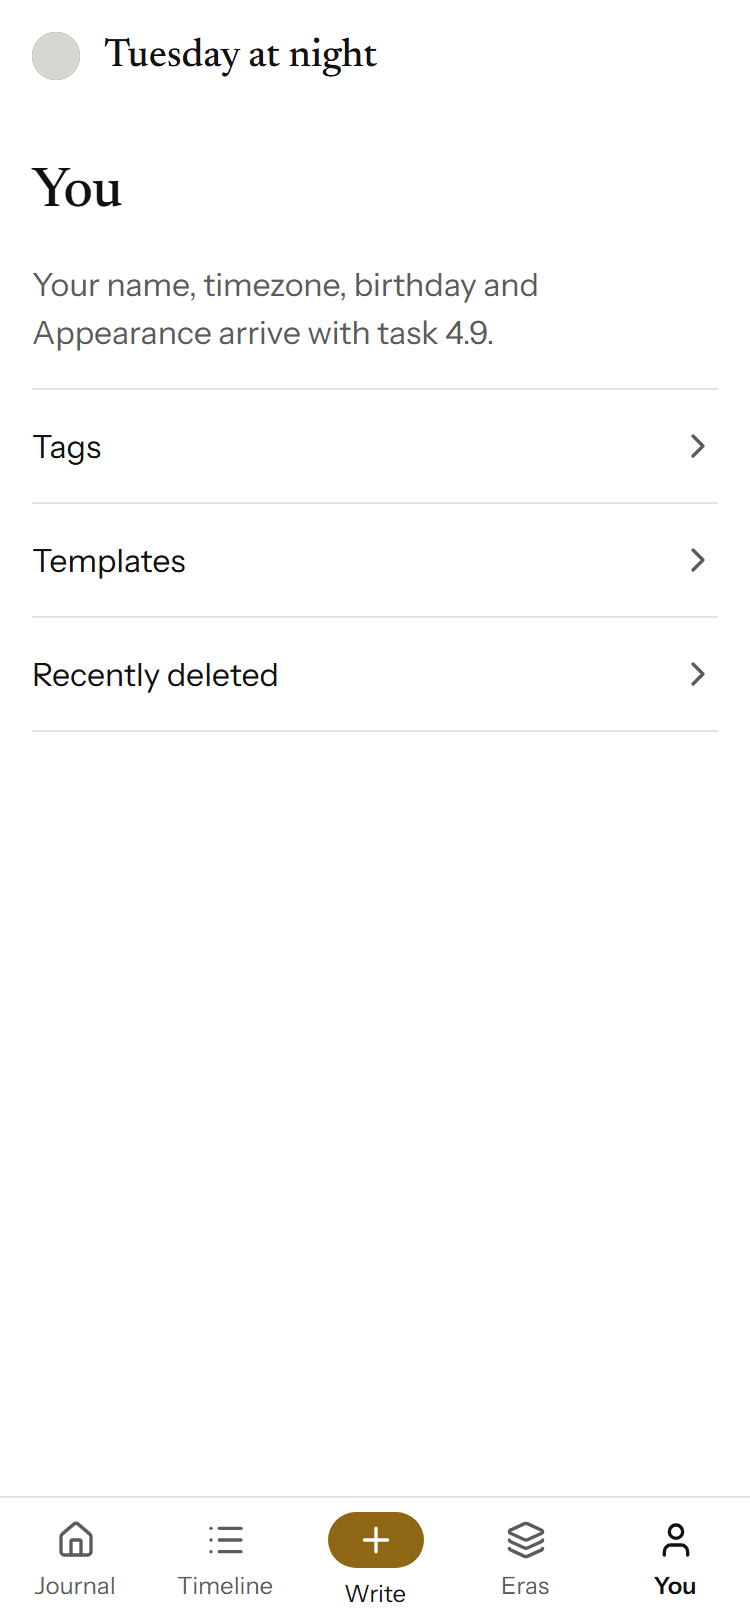 Tuesday at night
You
Your name, timezone, birthday and
Appearance arrive with task 4.9.
Tags
Templates
Recently deleted
Journal
Timeline
Write
Eras
You